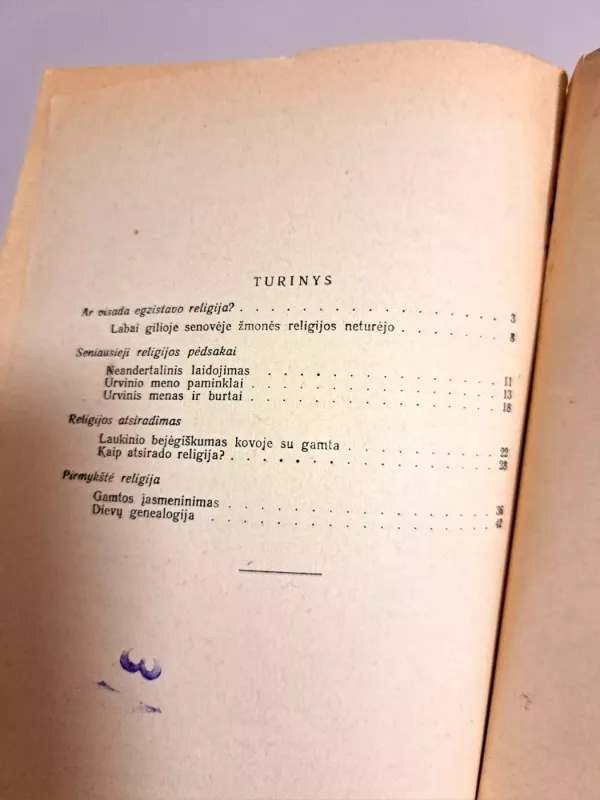 TURINYS
Ar visada egzistavo religija? . . . . . . . . . . . . 3
Labai gilioje senovėje žmonės religijos neturėjo . . . . . 8
Seniausieji religijos pėdsakai
Neandertalinis laidojimas . . . . . . . . . . 11
Urvinio meno paminklai . . . . . . . . . . . 13
Urvinis menas ir burtai . . . . . . . . . . . 18
Religijos atsiradimas
Laukinio bejėgiškumas kovoje su gamta . . . . . . . 22
Kaip atsirado religija? . . . . . . . . . . . 28
Pirmykštė religija
Gamtos įasmeninimas . . . . . . . . . . . . 36
Dievų genealogija . . . . . . . . . . . . 42
3